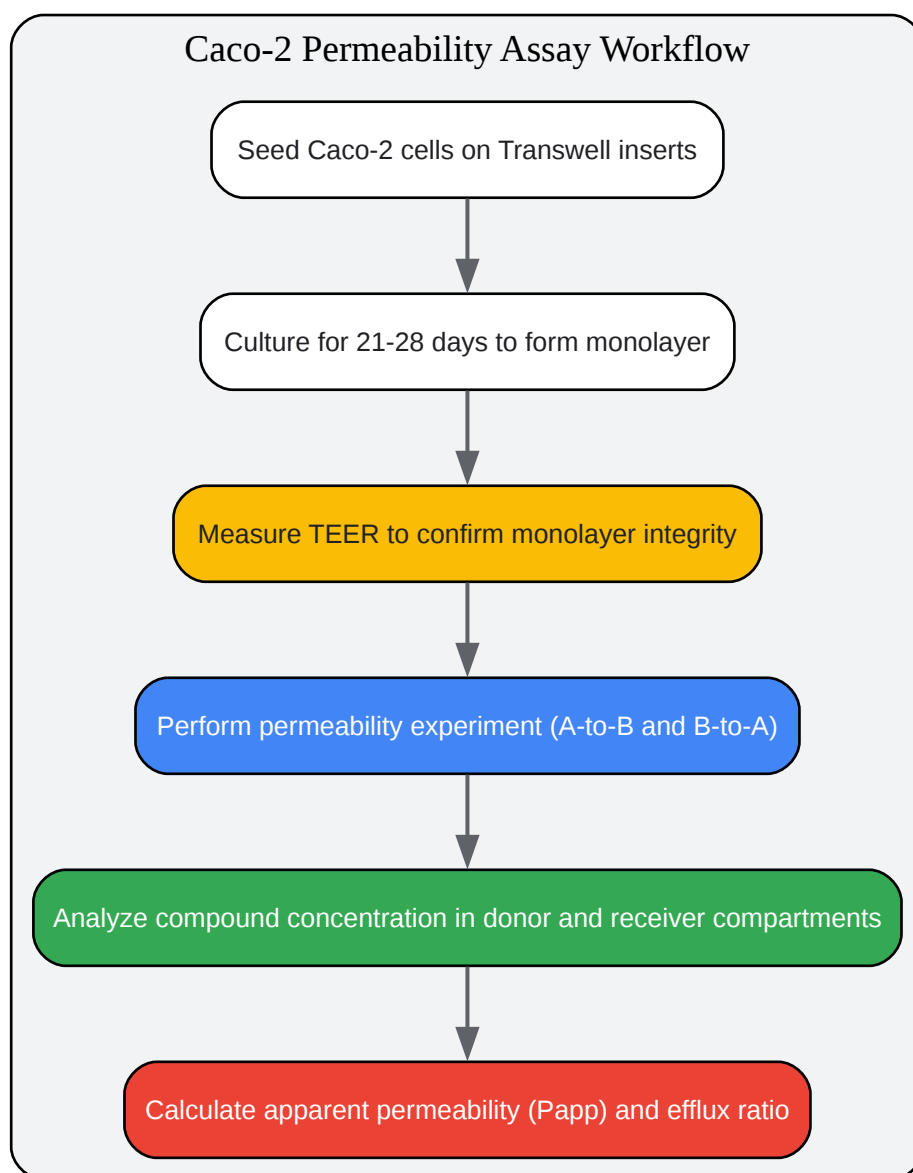 Caco-2 Permeability Assay Workflow
Seed Caco-2 cells on Transwell inserts
Culture for 21-28 days to form monolayer
Measure TEER to confirm monolayer integrity
Perform permeability experiment (A-to-B and B-to-A)
Analyze compound concentration in donor and receiver compartments
Calculate apparent permeability (Papp) and efflux ratio